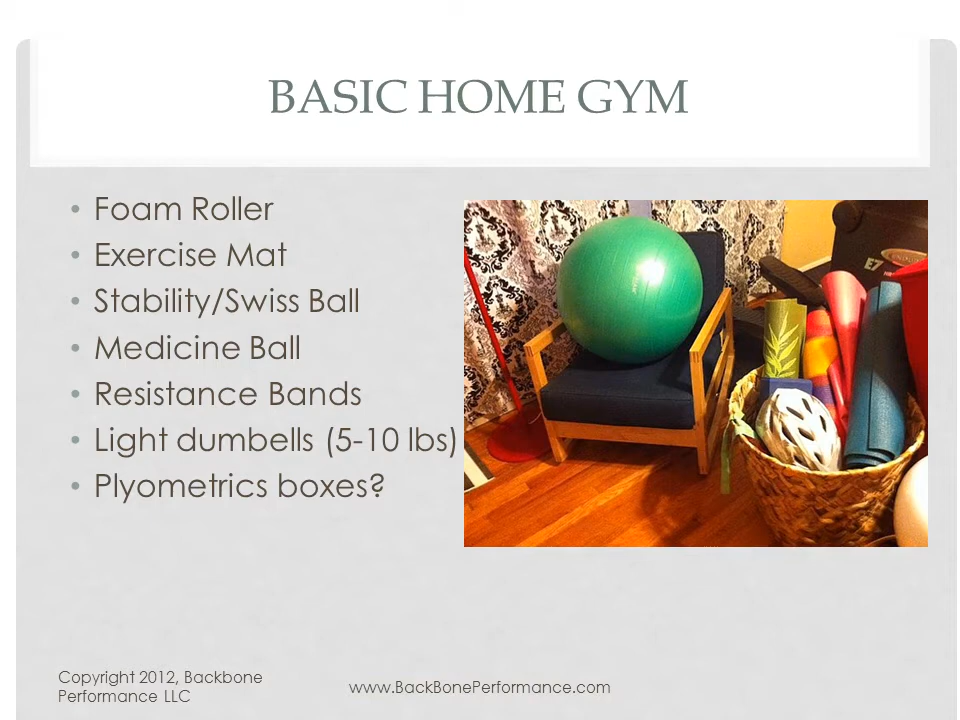 BASIC HOME GYM
• Foam Roller
• Exercise Mat
• Stability/Swiss Ball
• Medicine Ball
• Resistance Bands
• Light dumbells (5-10 lbs)
• Plyometrics boxes?
E7
Copyright 2012, Backbone
Performance LLC
www.BackBonePerformance.com